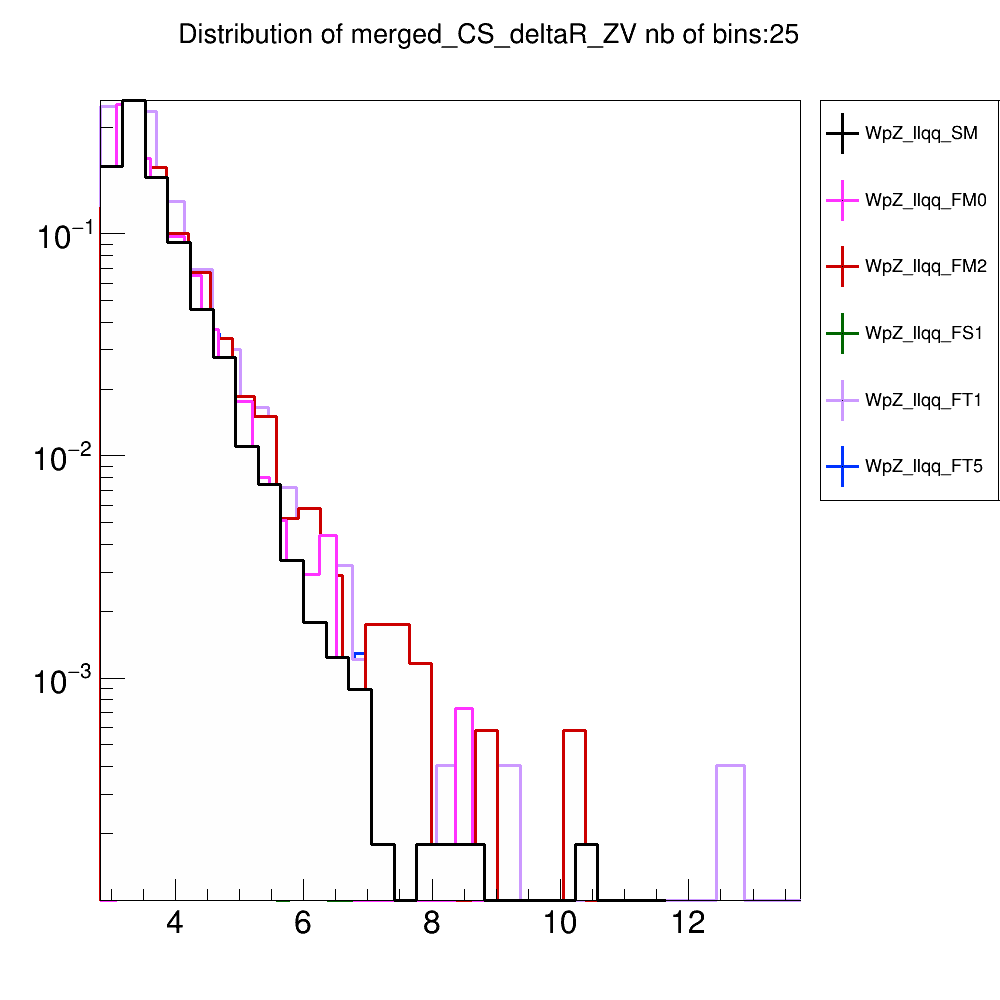 Distribution of merged_CS_deltaR_ZV nb of bins:25
WpZ_llqq_SM
WpZ_llqq_FM0
WpZ_llqq_FM2
WpZ_llqq_FS1
WpZ_llqq_FT1
WpZ_llqq_FT5
10⁻¹
10⁻²
10⁻³
4 6 8 10 12